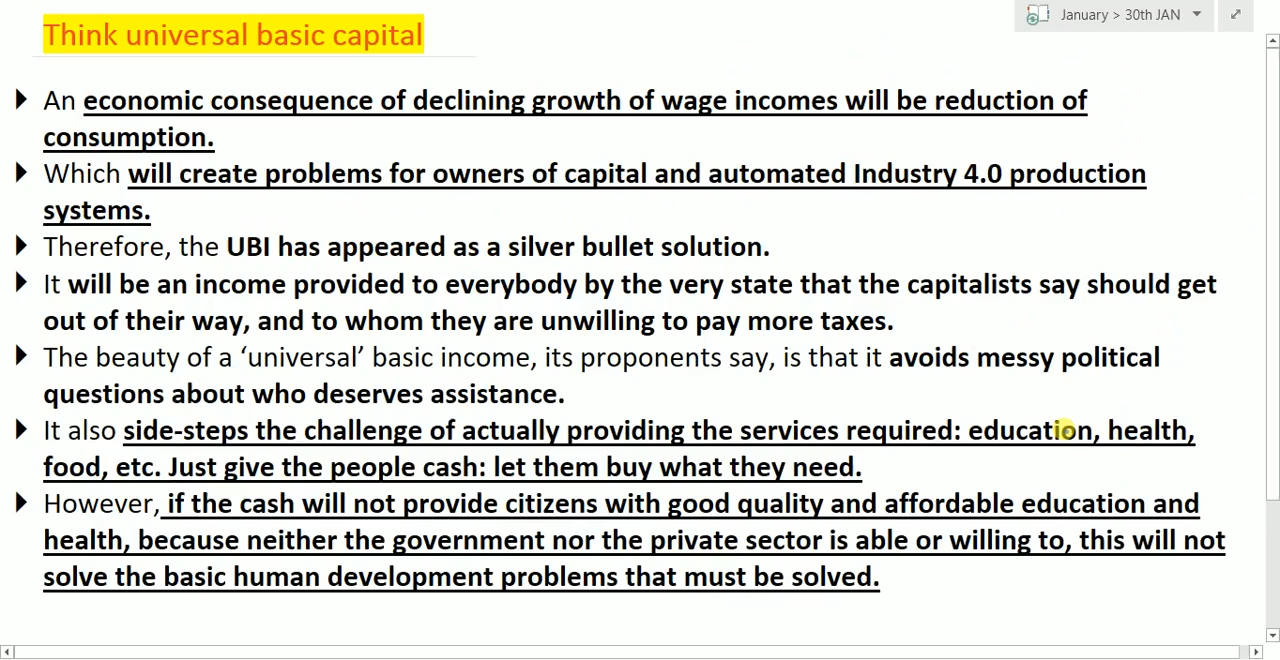 Think universal basic capital
January > 30th JAN
An economic consequence of declining growth of wage incomes will be reduction of
consumption.
Which will create problems for owners of capital and automated Industry 4.0 production
systems.
Therefore, the UBI has appeared as a silver bullet solution.
It will be an income provided to everybody by the very state that the capitalists say should get
out of their way, and to whom they are unwilling to pay more taxes.
The beauty of a ‘universal’ basic income, its proponents say, is that it avoids messy political
questions about who deserves assistance.
It also side-steps the challenge of actually providing the services required: education, health,
food, etc. Just give the people cash: let them buy what they need.
However, if the cash will not provide citizens with good quality and affordable education and
health, because neither the government nor the private sector is able or willing to, this will not
solve the basic human development problems that must be solved.